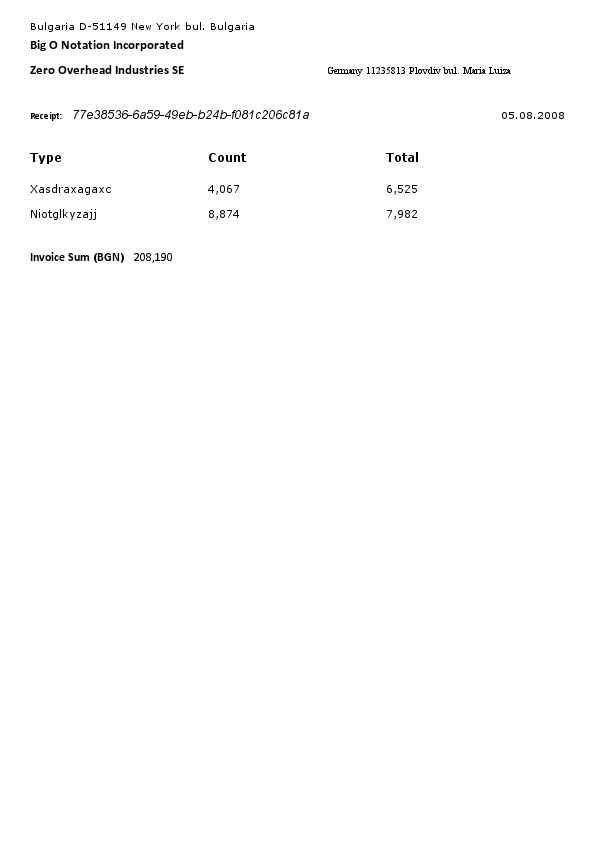 Bulgaria D-51149 New York bul. Bulgaria
Big O Notation Incorporated
Zero Overhead Industries SE Germany 11235813 Plovdiv bul. Maria Luiza
Receipt: 77e38536-6a59-49eb-b24b-f081c206c81a 05.08.2008
Type Count Total
Xasdraxagaxc 4,067 6,525
Niotglkyzajj 8,874 7,982
Invoice Sum (BGN) 208,190